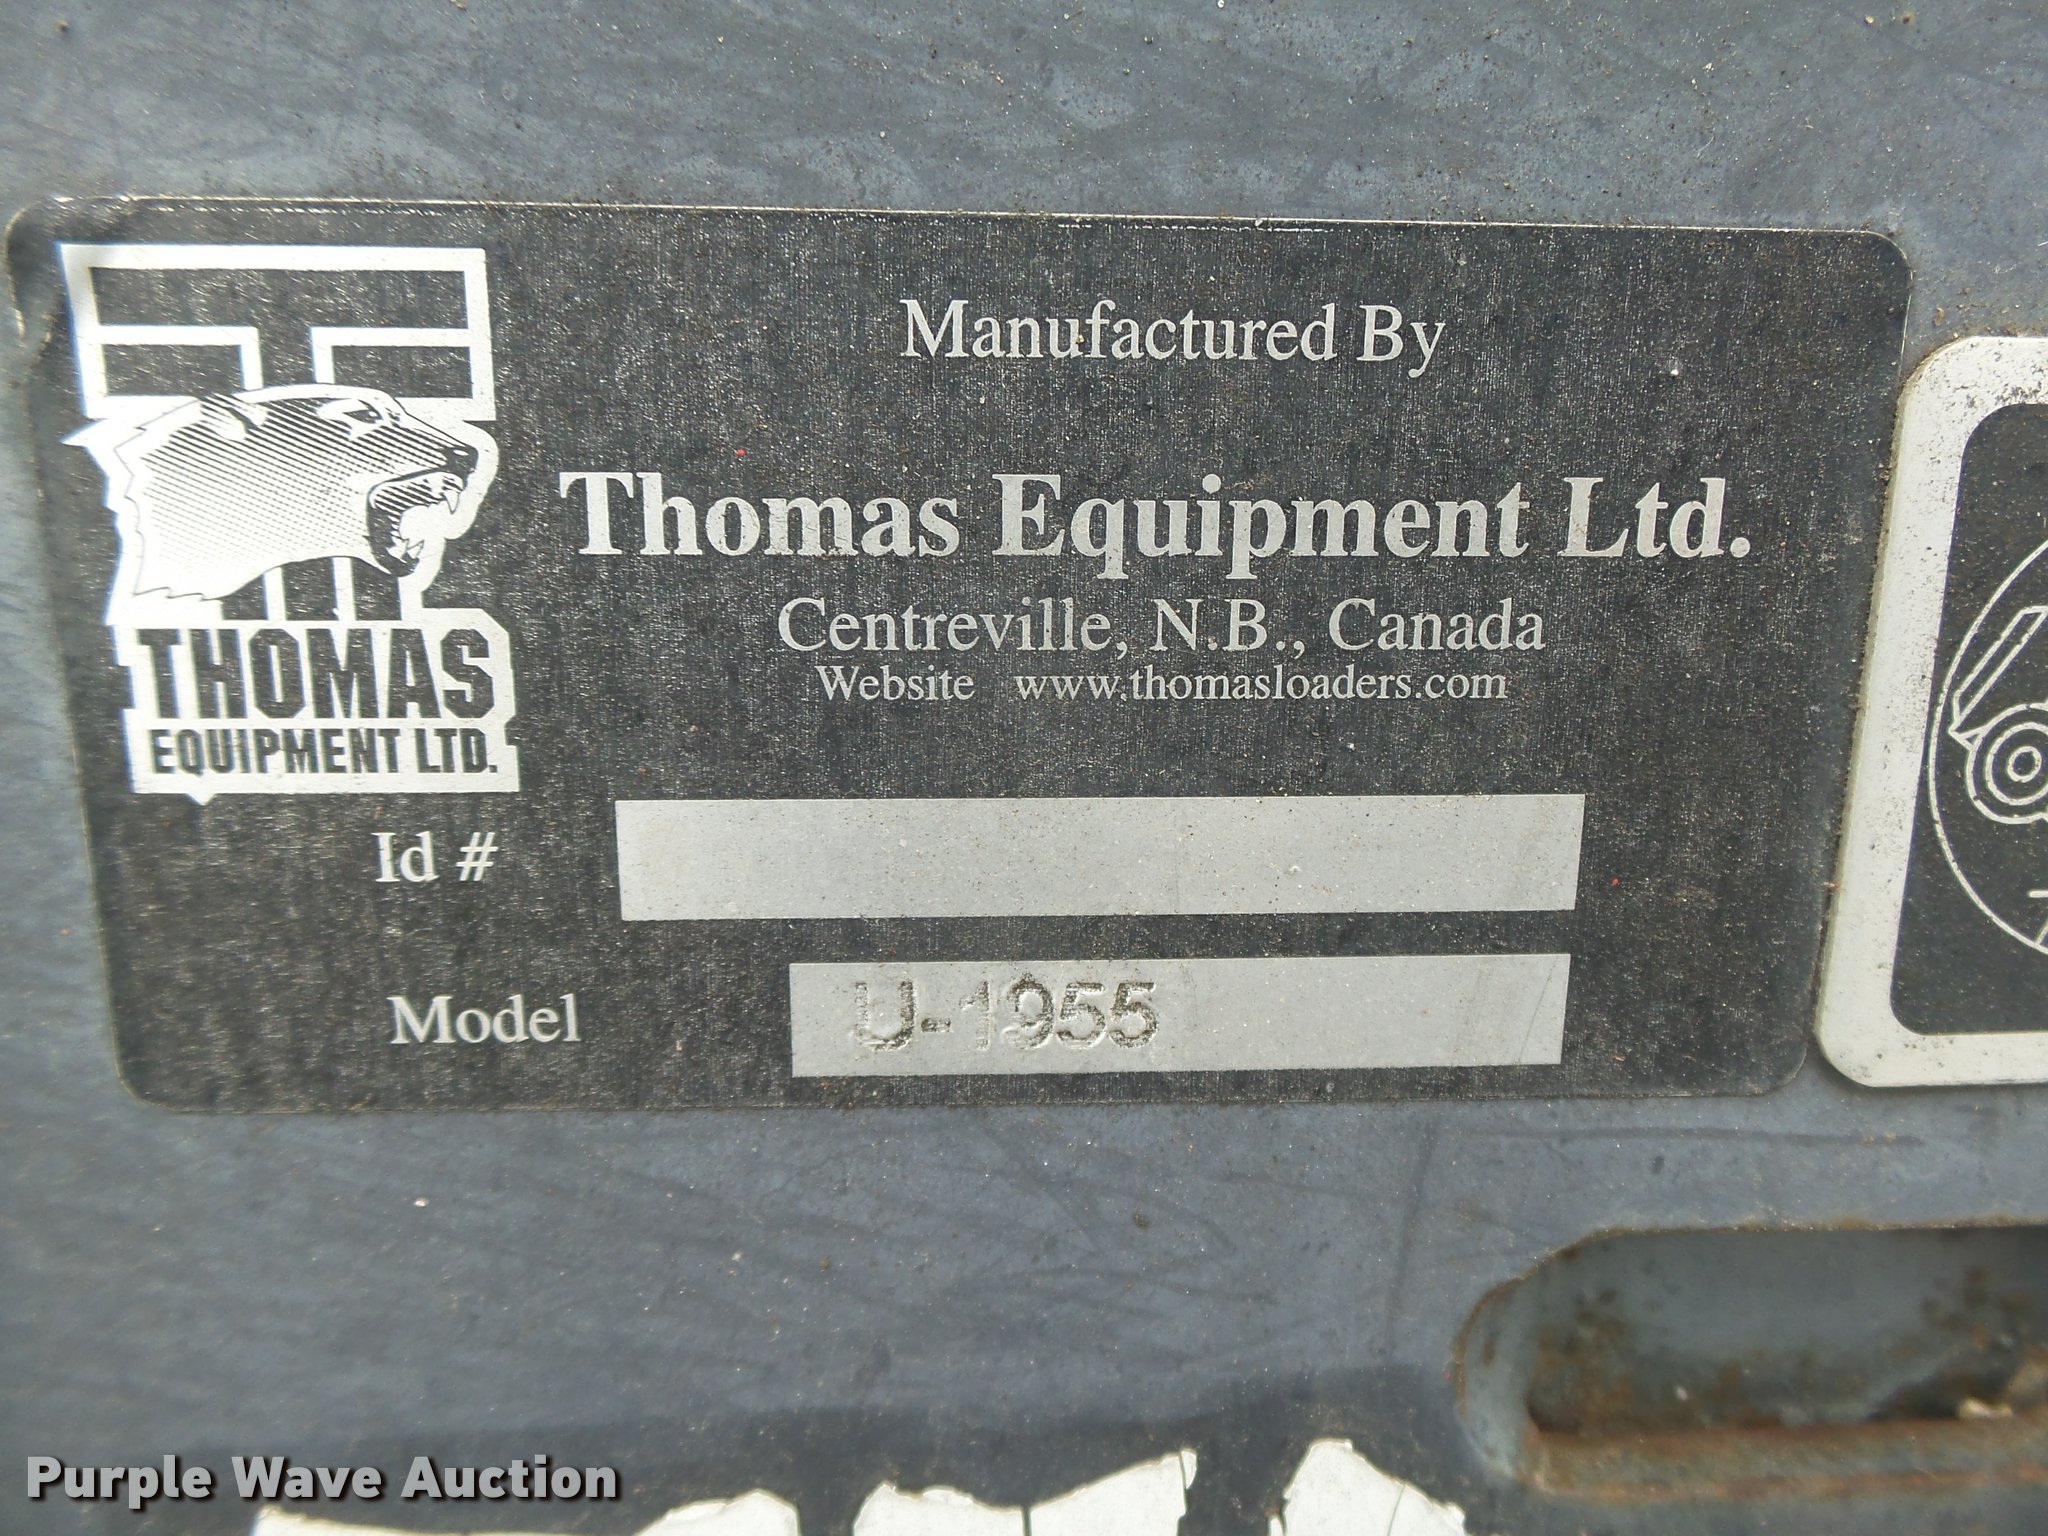 Manufactured By
Thomas Equipment Ltd.
Centreville, N.B., Canada
Website www.thomasloaders.com
THOMAS
EQUIPMENT LTD.
Id #
Model U-1955
Purple Wave Auction